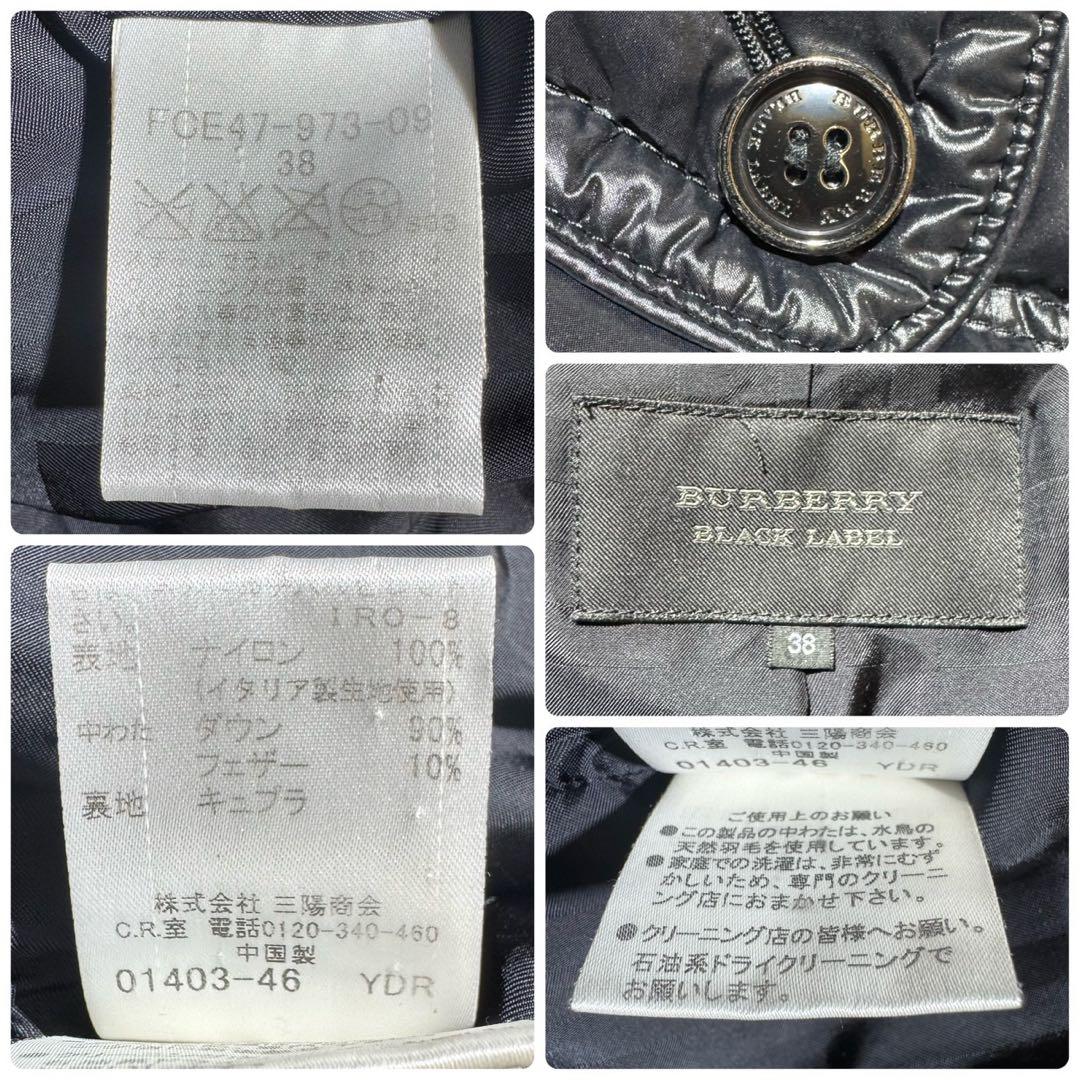 FOE47-973-09
38
BURBERRY BLACK LABEL
BURBERRY
BLACK LABEL
38
IRO-8
表地 ナイロン 100%
(イタリア製生地使用)
中わた ダウン 90%
フェザー 10%
裏地 キュプラ
株式会社 三陽商会
C.R.室 電話0120-340-460
中国製
01403-46 YDR
株式会社 三陽商会
C.R.室 電話0120-340-460
中国製
01403-46 YDR
ご使用上のお願い
●この製品の中わたは、水鳥の
天然羽毛を使用しています。
●家庭での洗濯は、非常にむず
かしいため、専門のクリーニ
ング店におまかせ下さい。
●クリーニング店の皆様へお願い。
石油系ドライクリーニングで
お願いします。